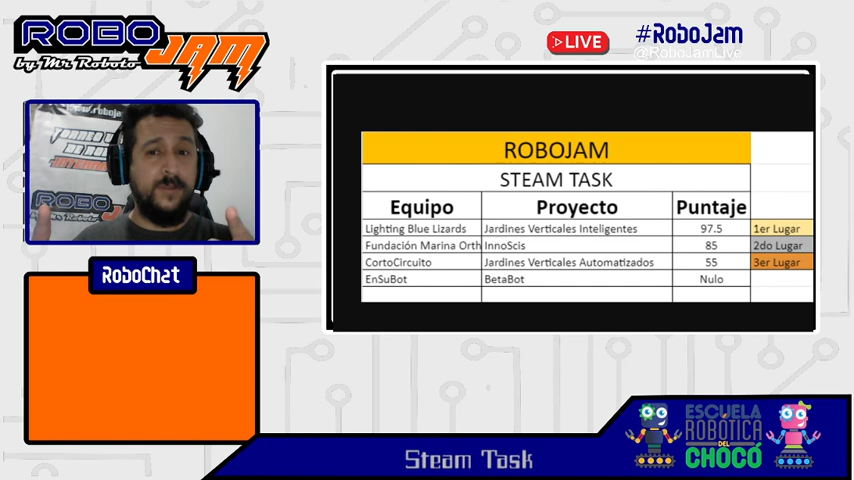 ROBO
JAM
by Mr Roboto
LIVE
#RoboJam
@RoboJamLive
ROBO
JAM
RoboChat
ROBOJAM
STEAM TASK
Equipo Proyecto Puntaje
Lighting Blue Lizards Jardines Verticales Inteligentes 97.5 1er Lugar
Fundación Marina Orth InnoScis 85 2do Lugar
CortoCircuito Jardines Verticales Automatizados 55 3er Lugar
EnSuBot BetaBot Nulo
Steam Task
ESCUELA
ROBÓTICA
DEL
CHOCÓ